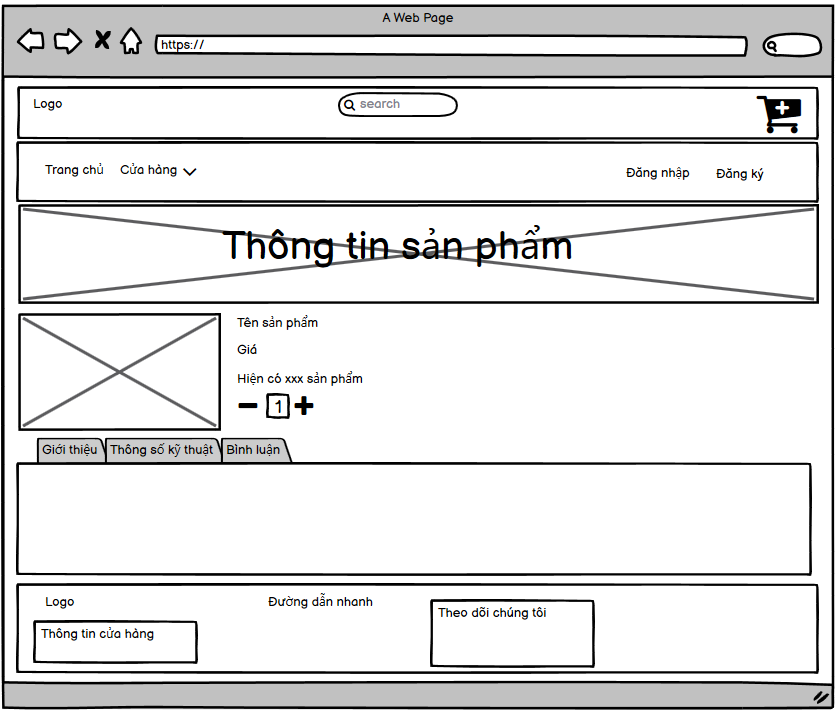 A Web Page
https://
Logo
search
Trang chủ
Cửa hàng
Đăng nhập
Đăng ký
Thông tin sản phẩm
Tên sản phẩm
Giá
Hiện có xxx sản phẩm
1
Giới thiệu
Thông số kỹ thuật
Bình luận
Logo
Đường dẫn nhanh
Theo dõi chúng tôi
Thông tin cửa hàng